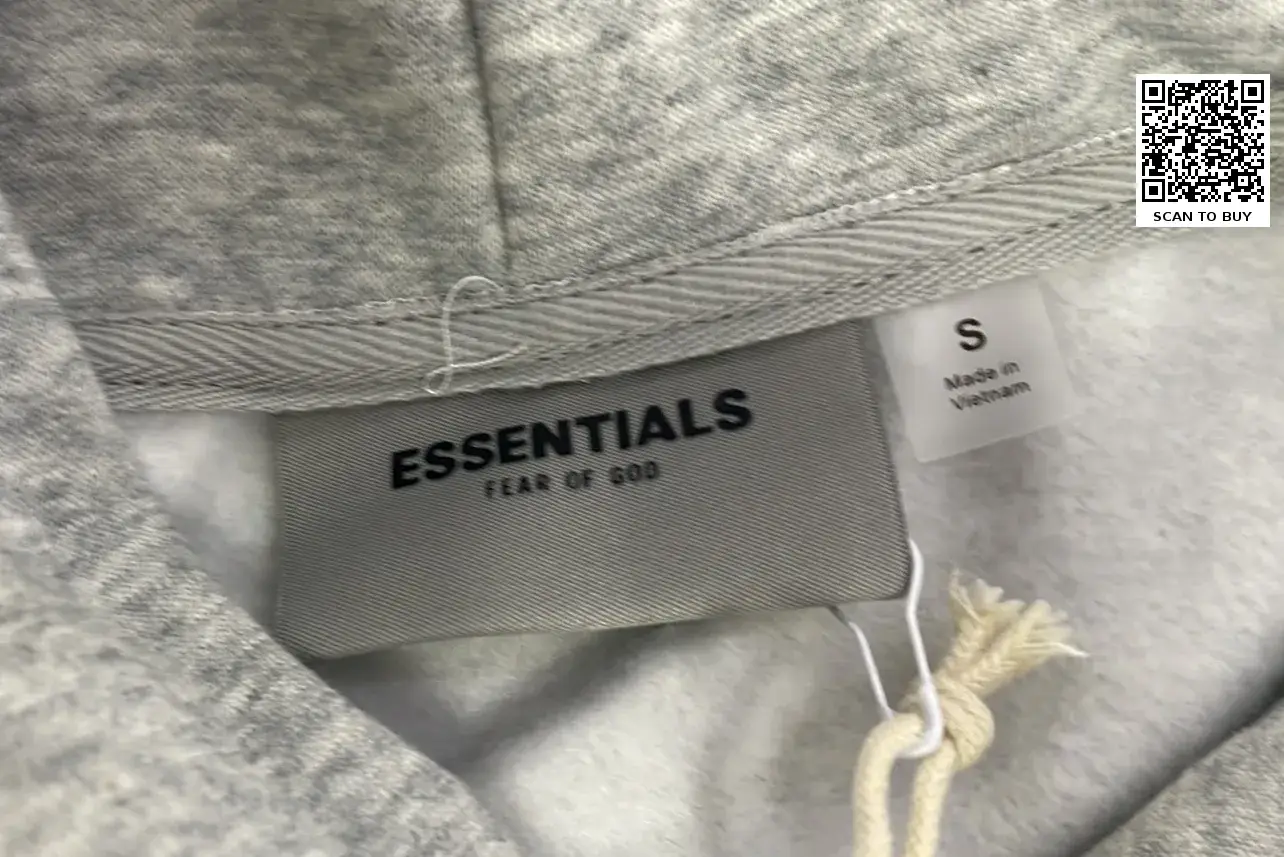 ESSENTIALS
FEAR OF GOD
S
Made in
Vietnam
SCAN TO BUY